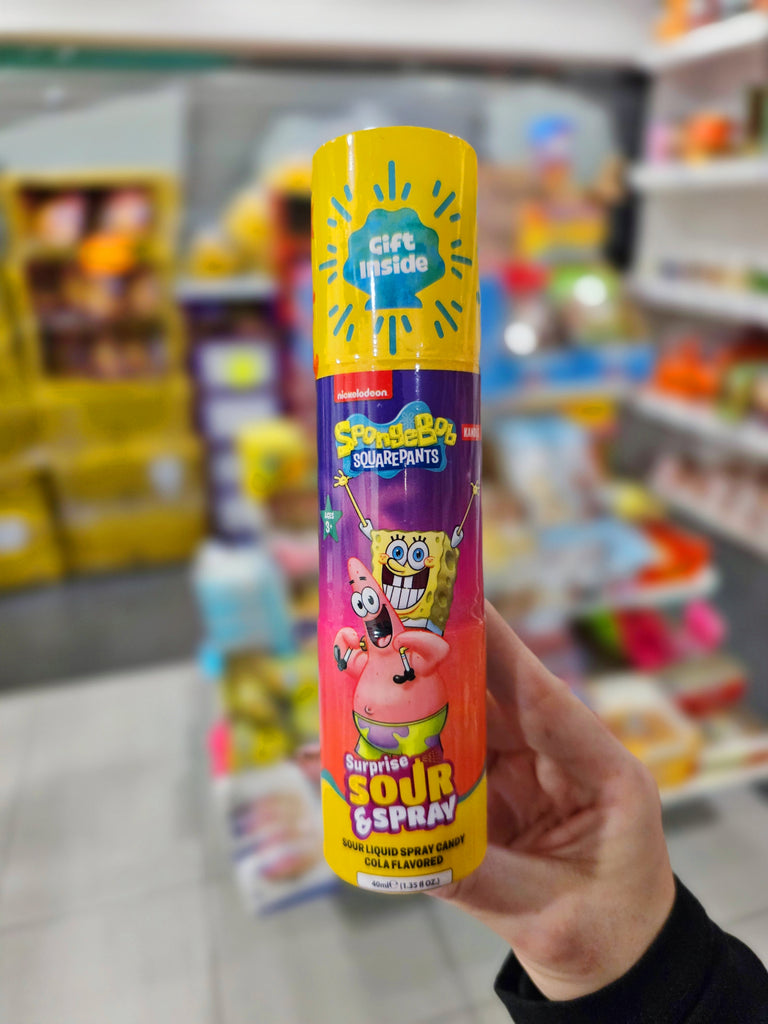 Gift
Inside
nickelodeon
SpongeBob
SQUAREPANTS
AGES
3+
Surprise
SOUR
& SPRAY
SOUR LIQUID SPRAY CANDY
COLA FLAVORED
40ml℮ (1.35 fl OZ.)